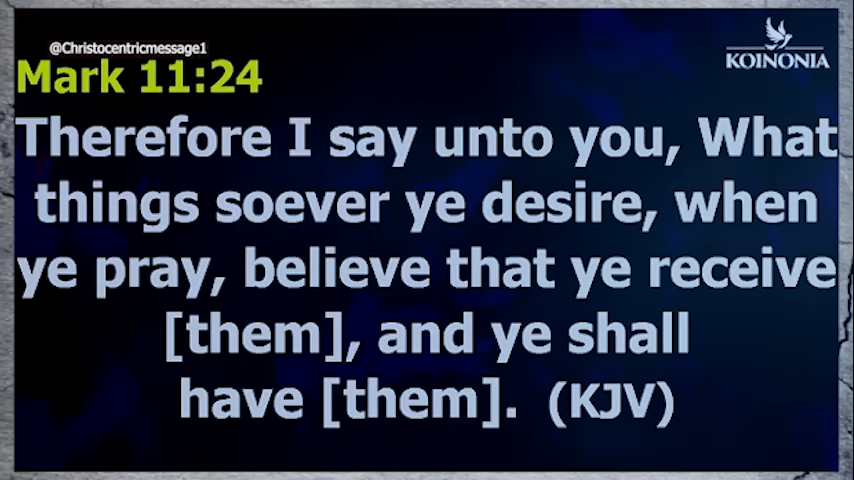 @Christocentricmessage1
KOINONIA
Mark 11:24
Therefore I say unto you, What
things soever ye desire, when
ye pray, believe that ye receive
[them], and ye shall
have [them]. (KJV)